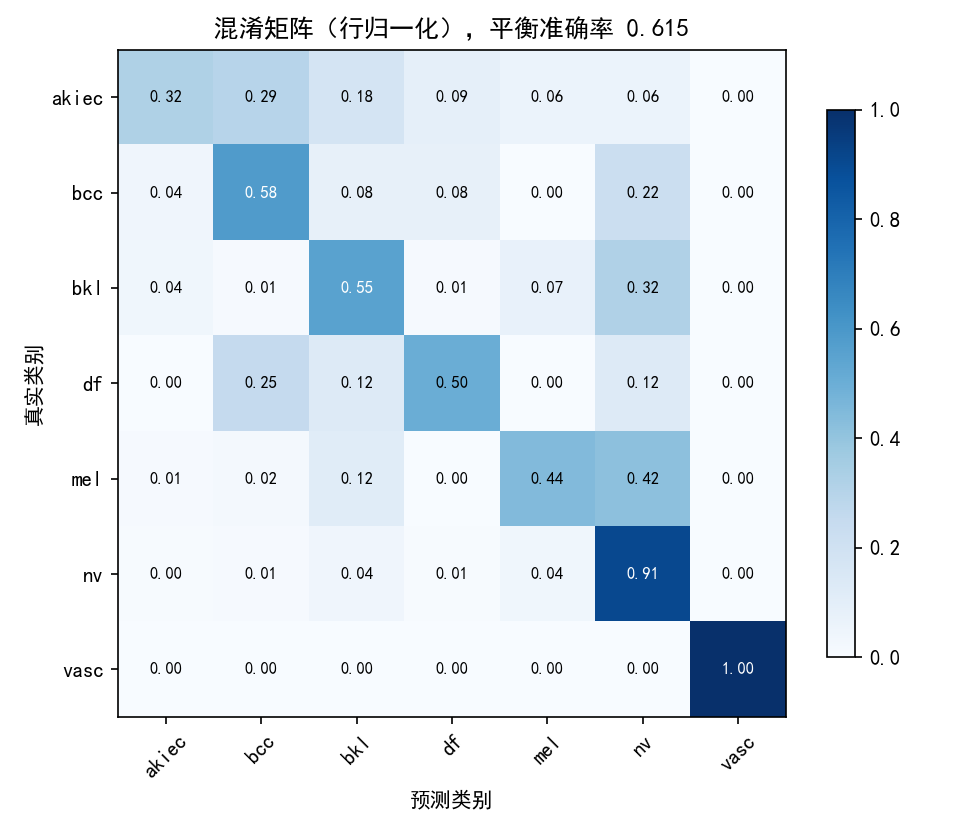 混淆矩阵（行归一化），平衡准确率 0.615
akiec 0.32 0.29 0.18 0.09 0.06 0.06 0.00
bcc 0.04 0.58 0.08 0.08 0.00 0.22 0.00
bkl 0.04 0.01 0.55 0.01 0.07 0.32 0.00
df 0.00 0.25 0.12 0.50 0.00 0.12 0.00
mel 0.01 0.02 0.12 0.00 0.44 0.42 0.00
nv 0.00 0.01 0.04 0.01 0.04 0.91 0.00
vasc 0.00 0.00 0.00 0.00 0.00 0.00 1.00
akiec bcc bkl df mel nv vasc
预测类别
真实类别
1.0
0.8
0.6
0.4
0.2
0.0